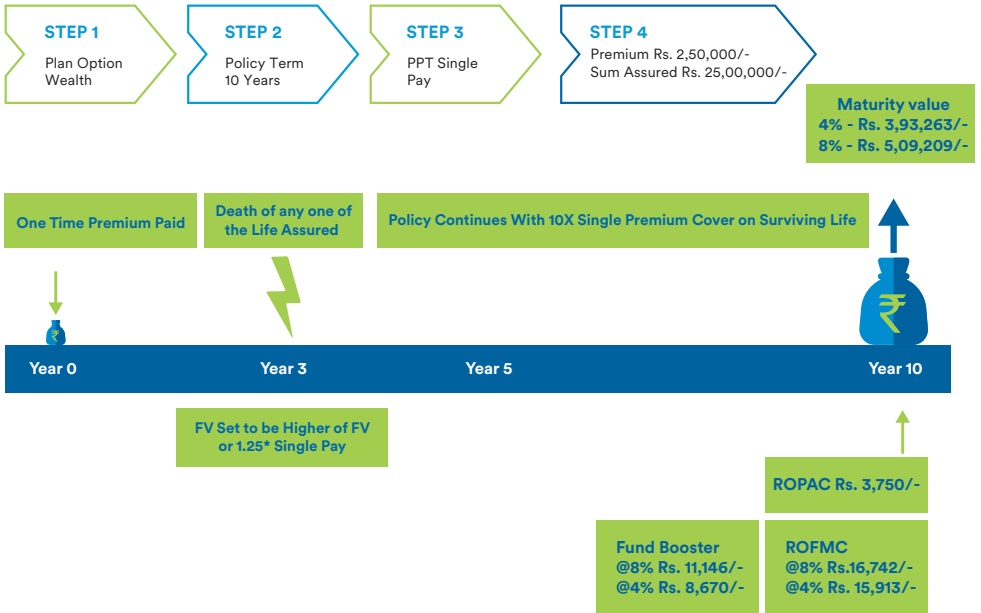 STEP 1
Plan Option
Wealth
STEP 2
Policy Term
10 Years
STEP 3
PPT Single
Pay
STEP 4
Premium Rs. 2,50,000/-
Sum Assured Rs. 25,00,000/-
Maturity value
4% - Rs. 3,93,263/-
8% - Rs. 5,09,209/-
One Time Premium Paid
Death of any one of
the Life Assured
Policy Continues With 10X Single Premium Cover on Surviving Life
₹
₹
Year 0
Year 3
Year 5
Year 10
FV Set to be Higher of FV
or 1.25* Single Pay
ROPAC Rs. 3,750/-
Fund Booster
@8% Rs. 11,146/-
@4% Rs. 8,670/-
ROFMC
@8% Rs.16,742/-
@4% Rs. 15,913/-